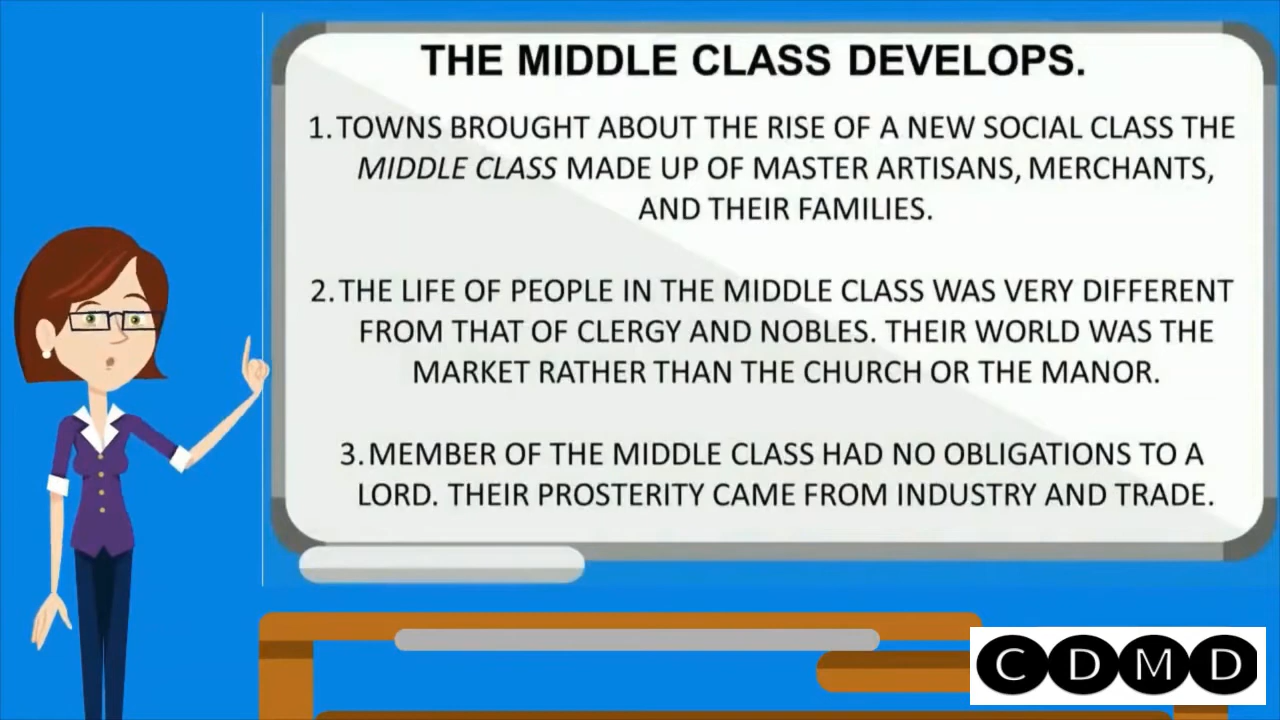 THE MIDDLE CLASS DEVELOPS.
1. TOWNS BROUGHT ABOUT THE RISE OF A NEW SOCIAL CLASS THE
MIDDLE CLASS MADE UP OF MASTER ARTISANS, MERCHANTS,
AND THEIR FAMILIES.
2. THE LIFE OF PEOPLE IN THE MIDDLE CLASS WAS VERY DIFFERENT
FROM THAT OF CLERGY AND NOBLES. THEIR WORLD WAS THE
MARKET RATHER THAN THE CHURCH OR THE MANOR.
3. MEMBER OF THE MIDDLE CLASS HAD NO OBLIGATIONS TO A
LORD. THEIR PROSTERITY CAME FROM INDUSTRY AND TRADE.
CDMD